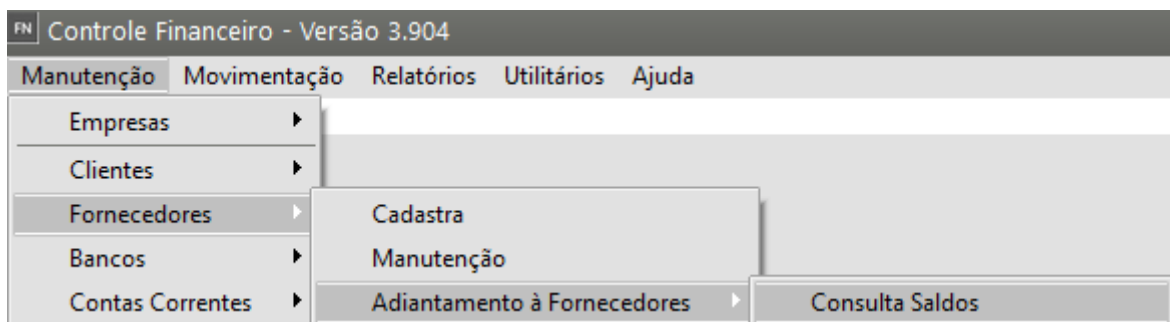 FN Controle Financeiro - Versão 3.904
Manutenção Movimentação Relatórios Utilitários Ajuda
Empresas
Clientes
Fornecedores Cadastra
Bancos Manutenção
Contas Correntes Adiantamento à Fornecedores Consulta Saldos